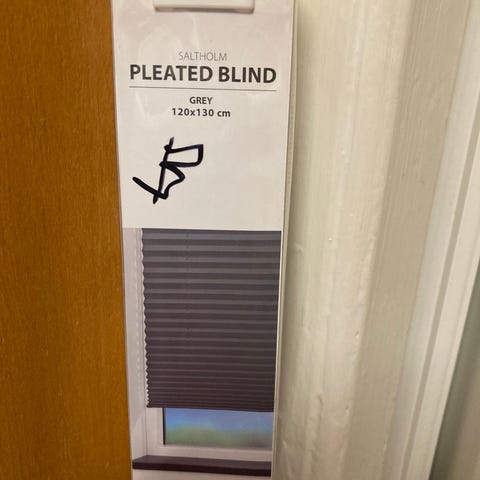 SALTHOLM
PLEATED BLIND
GREY
120x130 cm